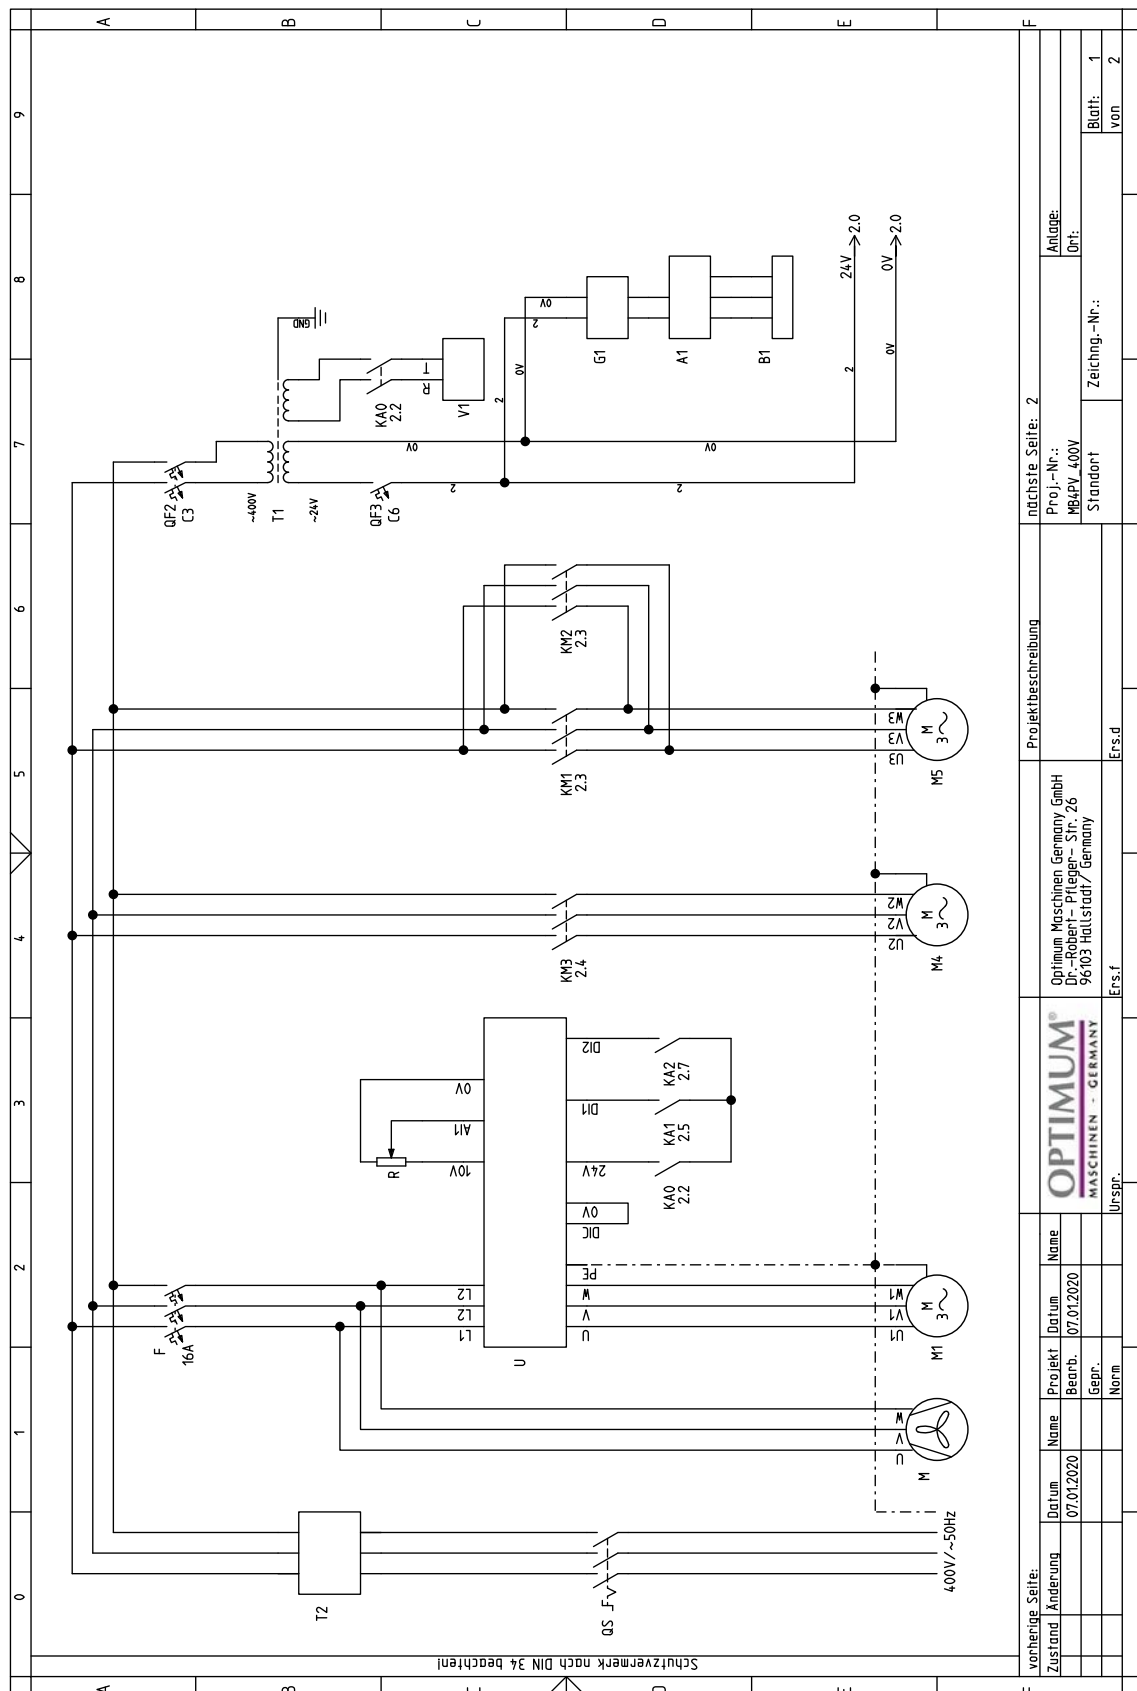 0 1 2 3 4 5 6 7 8 9
A B C D E F
Schutzvermerk nach DIN 34 beachten!
T2
QS
400V/~50Hz
M
U V W
F
16A
L1 L2 L2
U
U V W PE
DIC 0V 24V DI1 DI2
10V AI1 0V
R
KA0
2.2
KA1
2.5
KA2
2.7
M1
U1 V1 W1
M
3
KM3
2.4
M4
U2 V2 W2
M
3
KM1
2.3
KM2
2.3
M5
U3 V3 W3
M
3
QF2
C3
~400V
T1
~24V
GND
QF3
C6
KA0
2.2
R T
V1
2
0V
2
0V
2
0V
G1
A1
B1
2
0V
2
0V
24V 2.0
0V 2.0
vorherige Seite:
Zustand Änderung Datum Name
07.01.2020
Projekt Datum Name
Bearb. 07.01.2020
Gepr.
Norm
Urspr.
OPTIMUM®
MASCHINEN - GERMANY
Optimum Maschinen Germany GmbH
Dr.-Robert- Pfleger- Str. 26
96103 Hallstadt/ Germany
Ers.f
Ers.d
Projektbeschreibung
nächste Seite: 2
Proj.-Nr.:
MB4PV_400V
Standort
Anlage:
Ort:
Zeichng.-Nr.:
Blatt: 1
von 2
A B C D E F